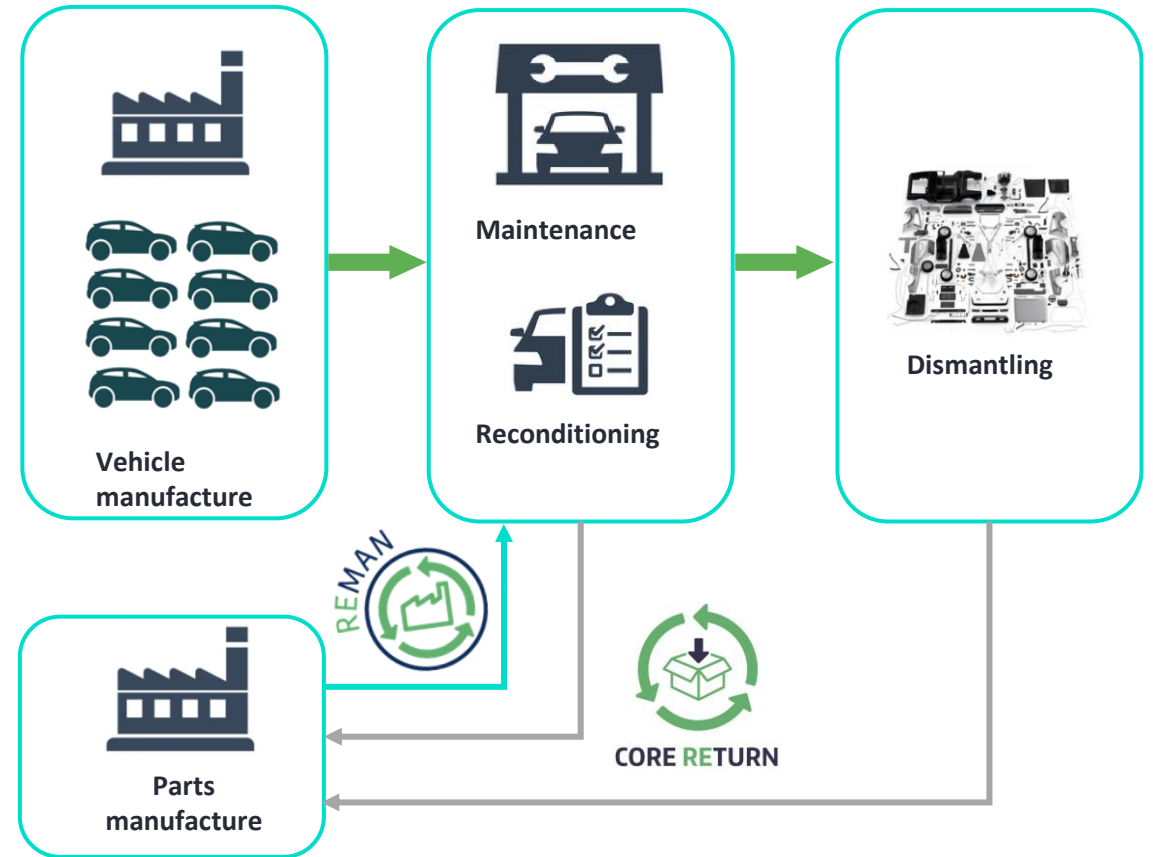 Maintenance
Reconditioning
Vehicle
manufacture
Dismantling
REMAN
CORE RETURN
Parts
manufacture